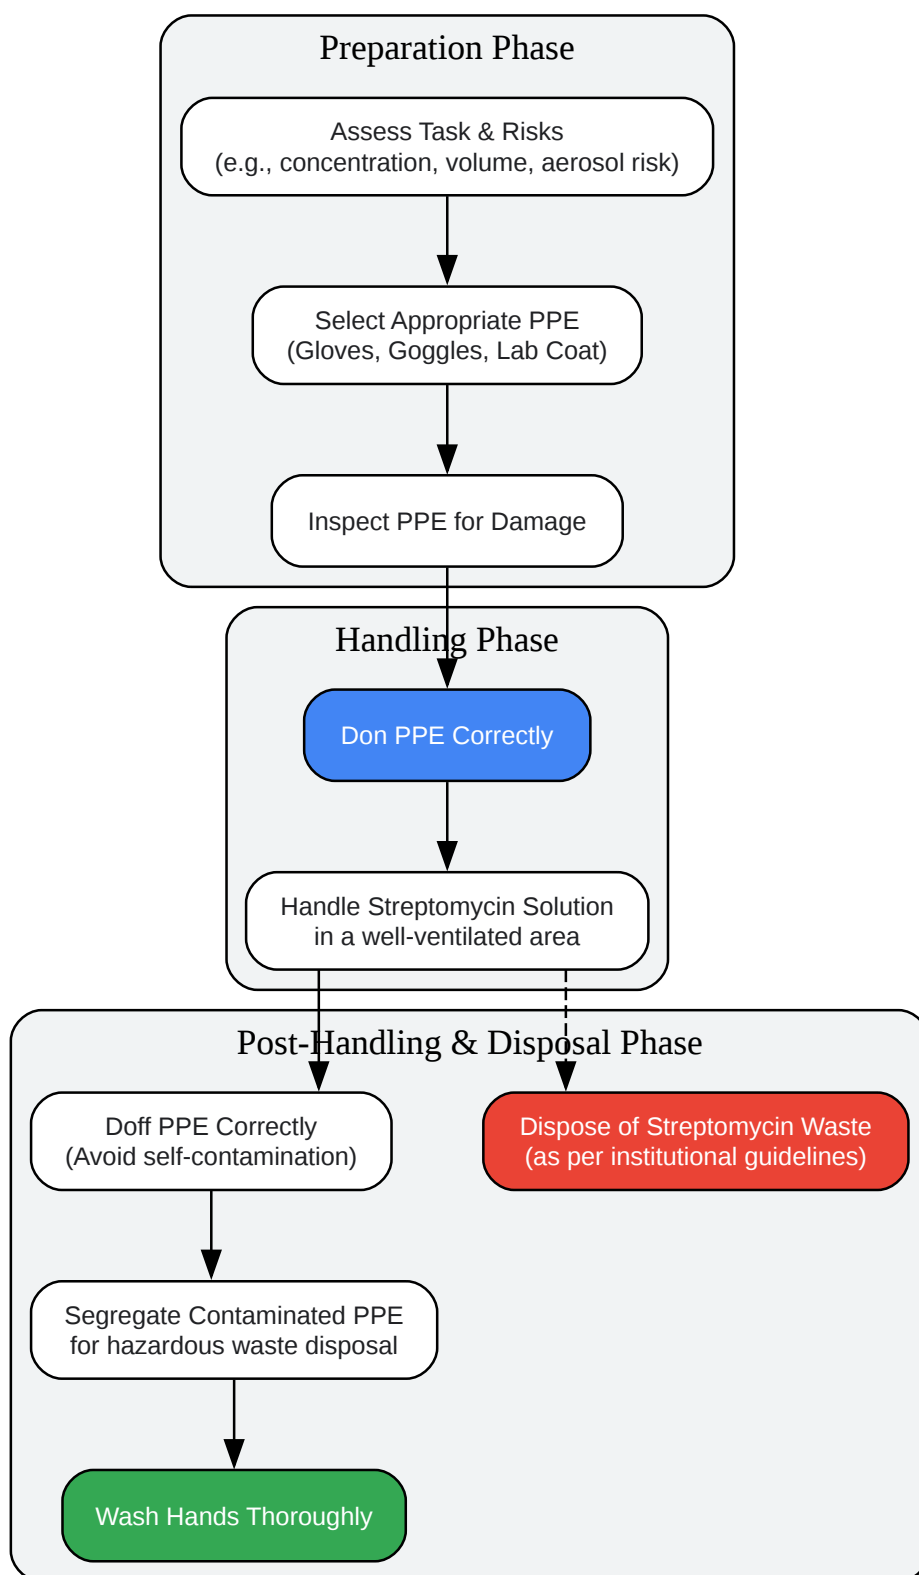 Preparation Phase
Assess Task & Risks
(e.g., concentration, volume, aerosol risk)
Select Appropriate PPE
(Gloves, Goggles, Lab Coat)
Inspect PPE for Damage
Handling Phase
Don PPE Correctly
Handle Streptomycin Solution
in a well-ventilated area
Post-Handling & Disposal Phase
Doff PPE Correctly
(Avoid self-contamination)
Dispose of Streptomycin Waste
(as per institutional guidelines)
Segregate Contaminated PPE
for hazardous waste disposal
Wash Hands Thoroughly